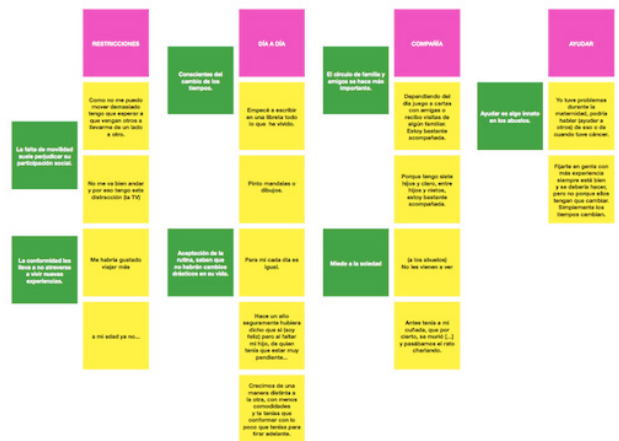 RESTRICCIONES
DÍA A DÍA
COMPAÑÍA
AYUDAR
La falta de movilidad
suele perjudicar su
participación social.
Como no me puedo
mover demasiado
tengo que esperar a
que vengan otros a
llevarme de un lado
a otro.
No me va bien andar
y por eso tengo esta
distracción (la TV)
La conformidad les
lleva a no atreverse
a vivir nuevas
experiencias.
Me habría gustado
viajar más
a mi edad ya no...
Conscientes del
cambio de los
tiempos.
Empecé a escribir
en una libreta todo
lo que he vivido.
Pinto mandalas o
dibujos.
Aceptación de la
rutina, saben que
no habrán cambios
drásticos en su vida.
Para mi cada día es
igual.
Hace un año
seguramente hubiera
dicho que si (soy
feliz) pero al faltar
mi hijo, de quien
tenía que estar muy
pendiente...
Crecimos de una
manera distinta a
la otra, con menos
comodidades
y te tenías que
conformar con lo
poco que tenías para
tirar adelante.
El círculo de familia y
amigos se hace más
importante.
Dependiendo del
día juego a cartas
con amigas o
recibo visitas de
algún familiar.
Estoy bastante
acompañada.
Porque tengo siete
hijos y claro, entre
hijos y nietos,
estoy bastante
acompañada.
Miedo a la soledad
(a los abuelos)
No les vienen a ver
Antes tenía a mi
cuñada, que por
cierto, se murió [...]
y pasábamos el rato
charlando.
Ayudar es algo innato
en los abuelos.
Yo tuve problemas
durante la
maternidad, podría
hablar (ayudar a
otros) de eso o de
cuando tuve cáncer.
Fijarte en gente con
más experiencia
siempre está bien
y se debería hacer,
pero no porque ellos
tengan que cambiar.
Simplemente los
tiempos cambian.